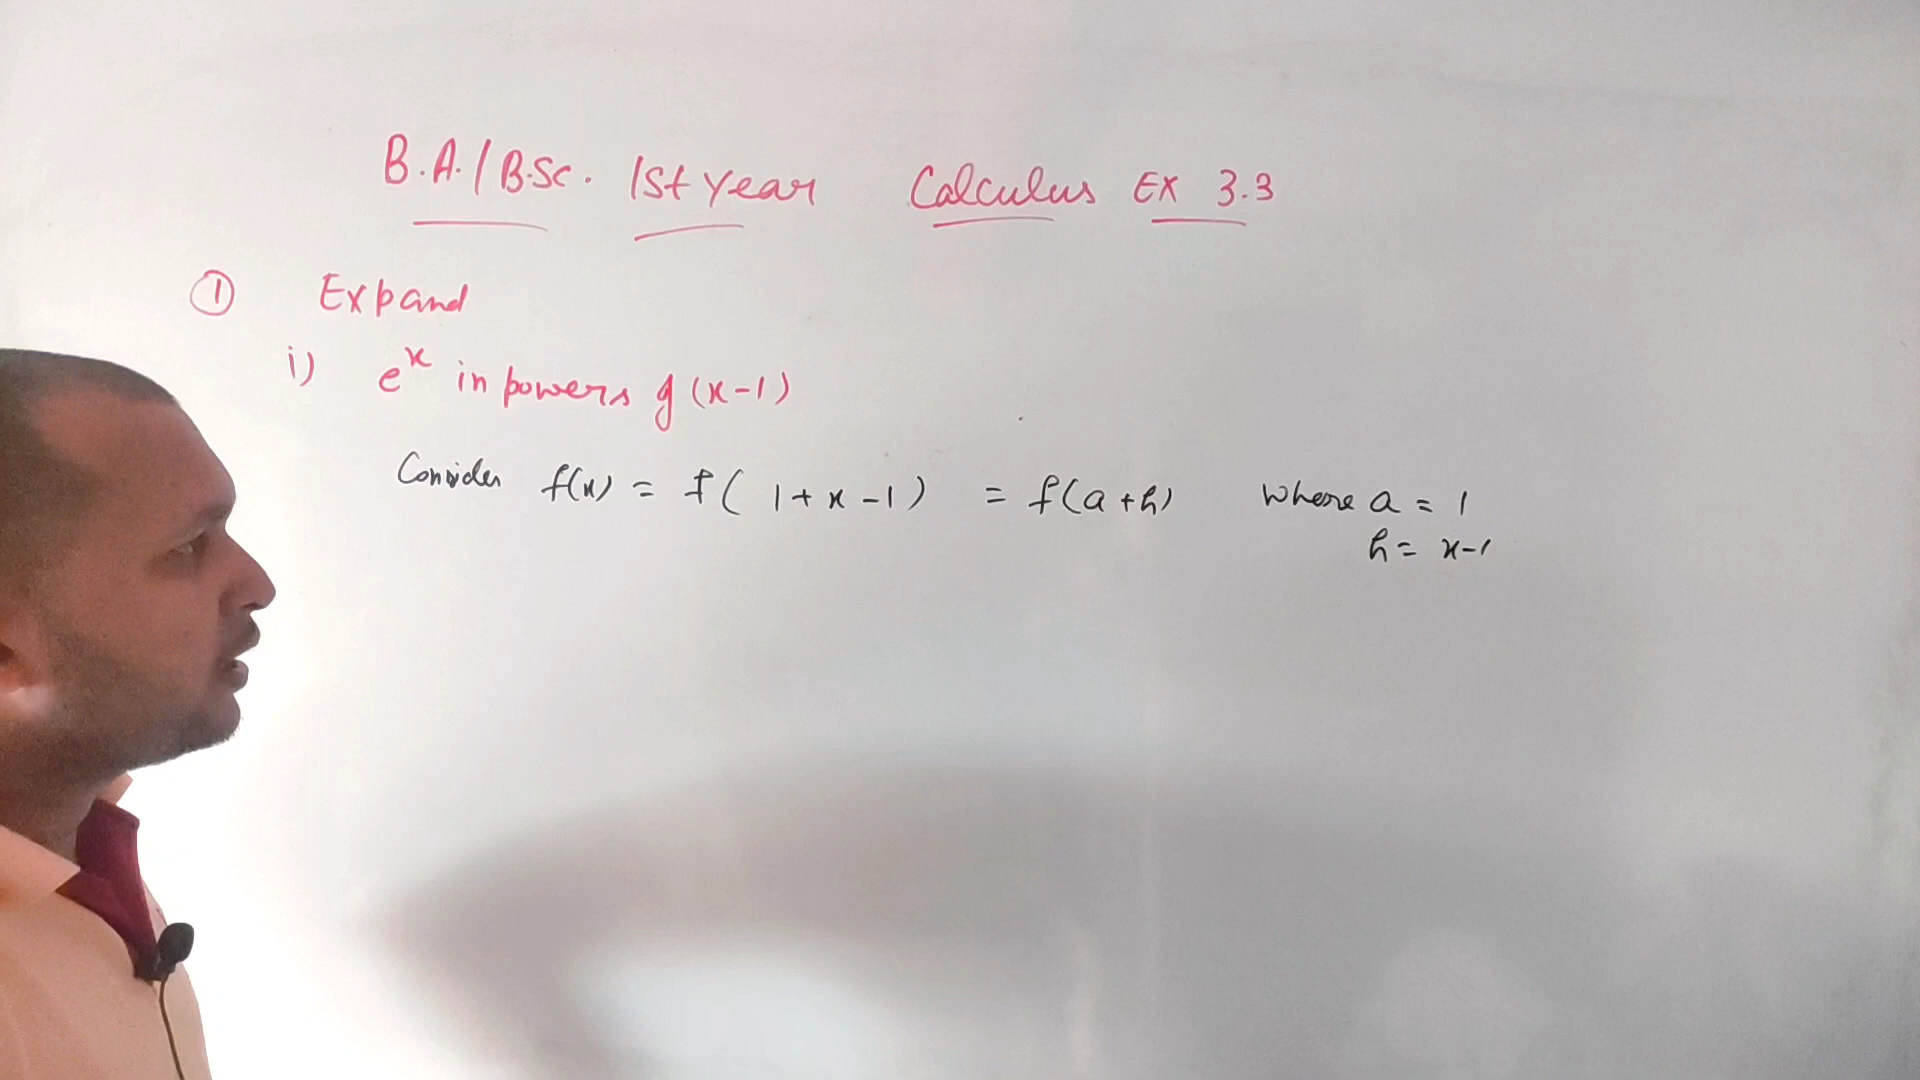 B.A./B.Sc. 1st Year Calculus EX 3.3
① Expand
i) eˣ in powers of (x-1)
Consider f(x) = f(1+x-1) = f(a+h) where a = 1
h = x-1